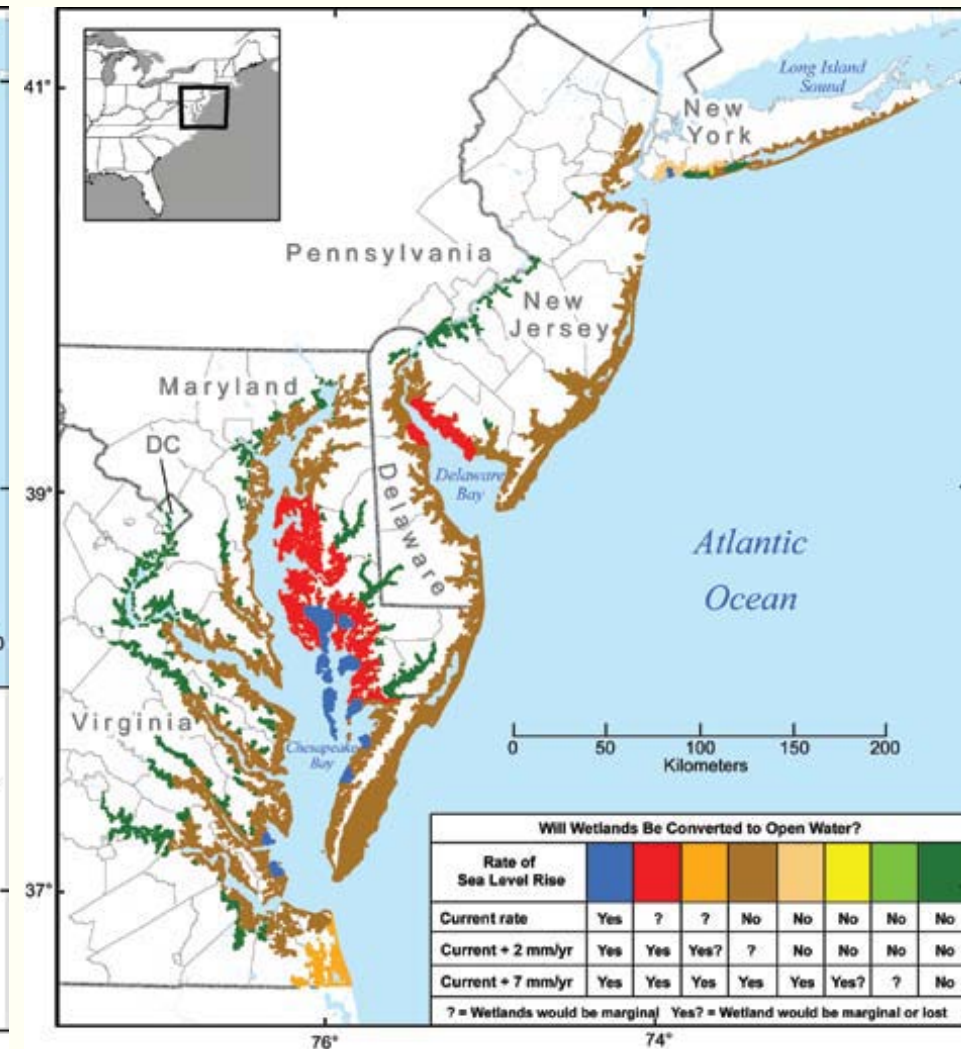 41°
Long Island
Sound
New
York
Pennsylvania
New
Jersey
Maryland
DC
39°
Delaware
Bay
Delaware
Atlantic
Ocean
Virginia
Chesapeake
Bay
0 50 100 150 200
Kilometers
37°
Will Wetlands Be Converted to Open Water?
Rate of
Sea Level Rise
Current rate Yes ? ? No No No No No
Current + 2 mm/yr Yes Yes Yes? ? No No No No
Current + 7 mm/yr Yes Yes Yes Yes Yes Yes? ? No
? = Wetlands would be marginal Yes? = Wetland would be marginal or lost
76° 74°